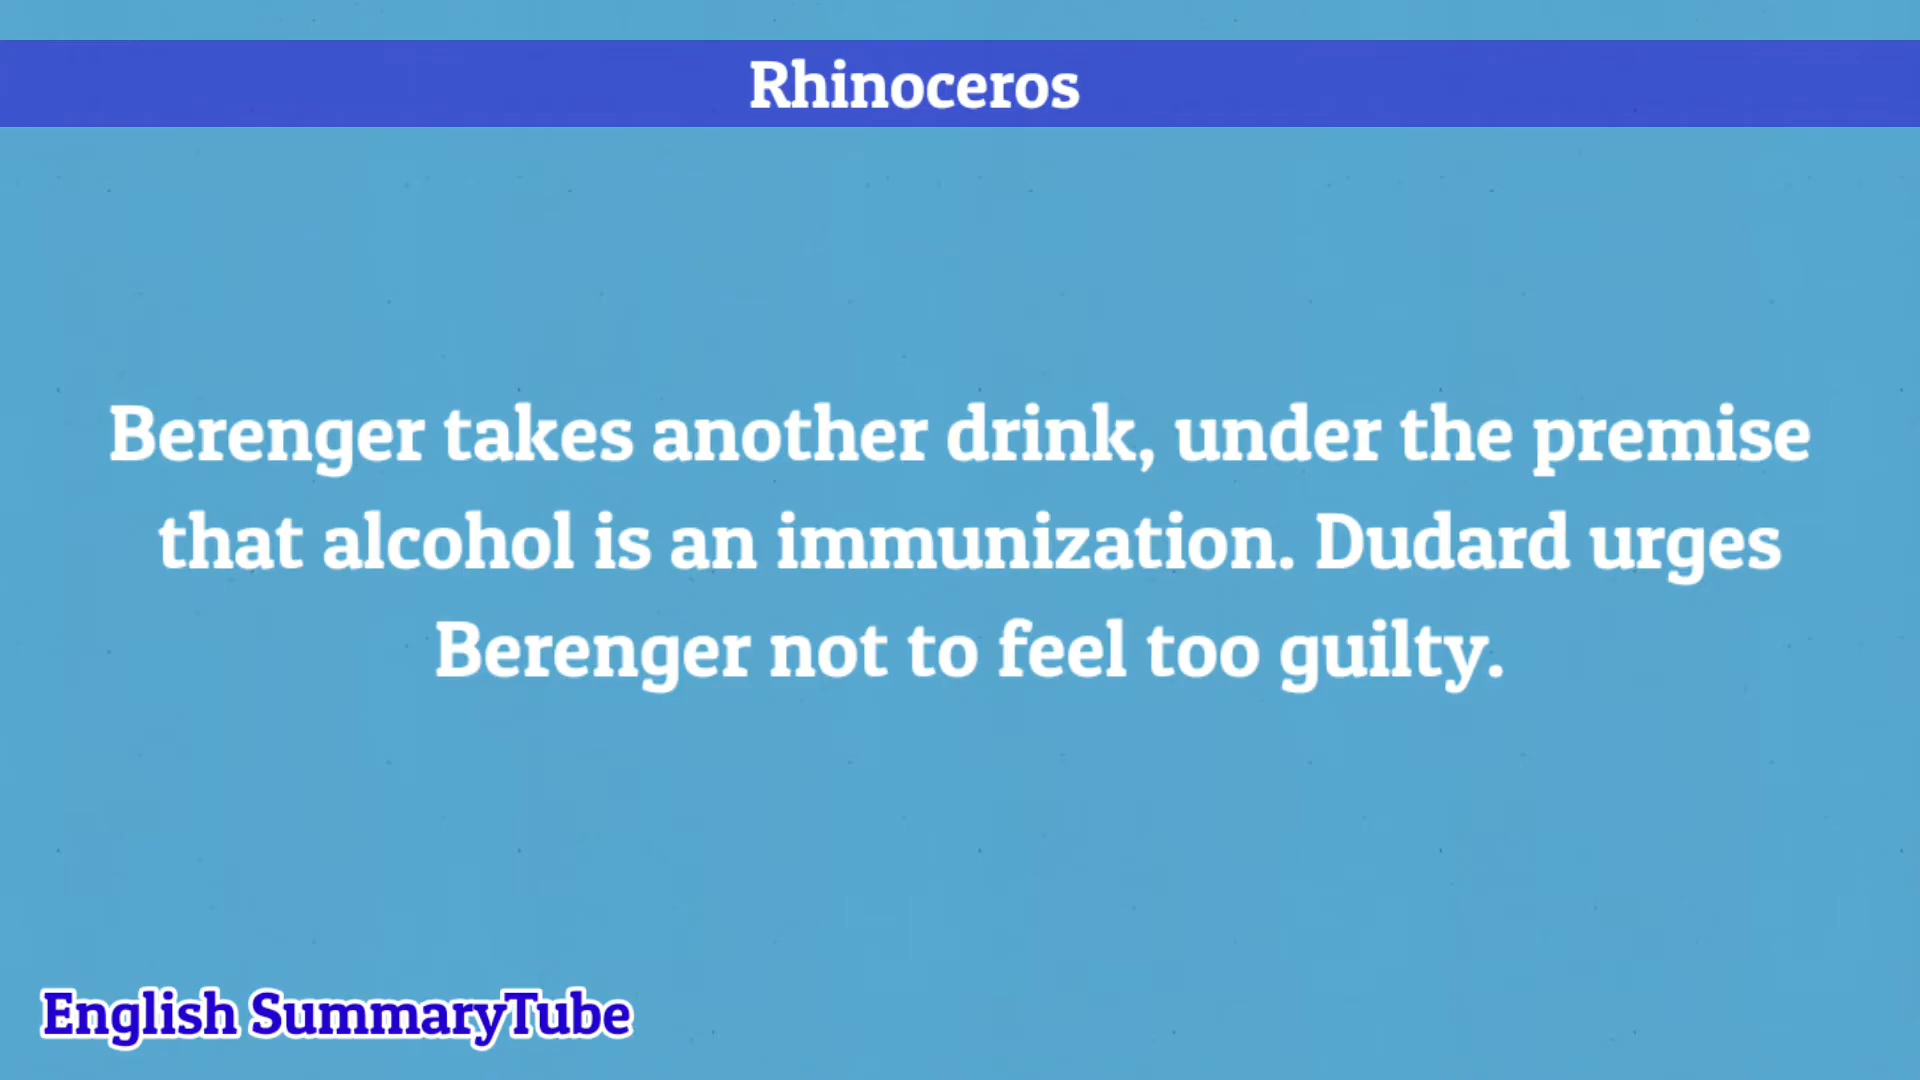 Rhinoceros
Berenger takes another drink, under the premise
that alcohol is an immunization. Dudard urges
Berenger not to feel too guilty.
English SummaryTube